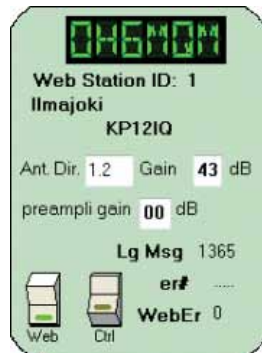 OH6MQM
Web Station ID: 1
Ilmajoki
KP12IQ
Ant. Dir. 1.2 Gain 43 dB
preampli gain 00 dB
Lg Msg 1365
er# .....
WebEr 0
Web Ctrl